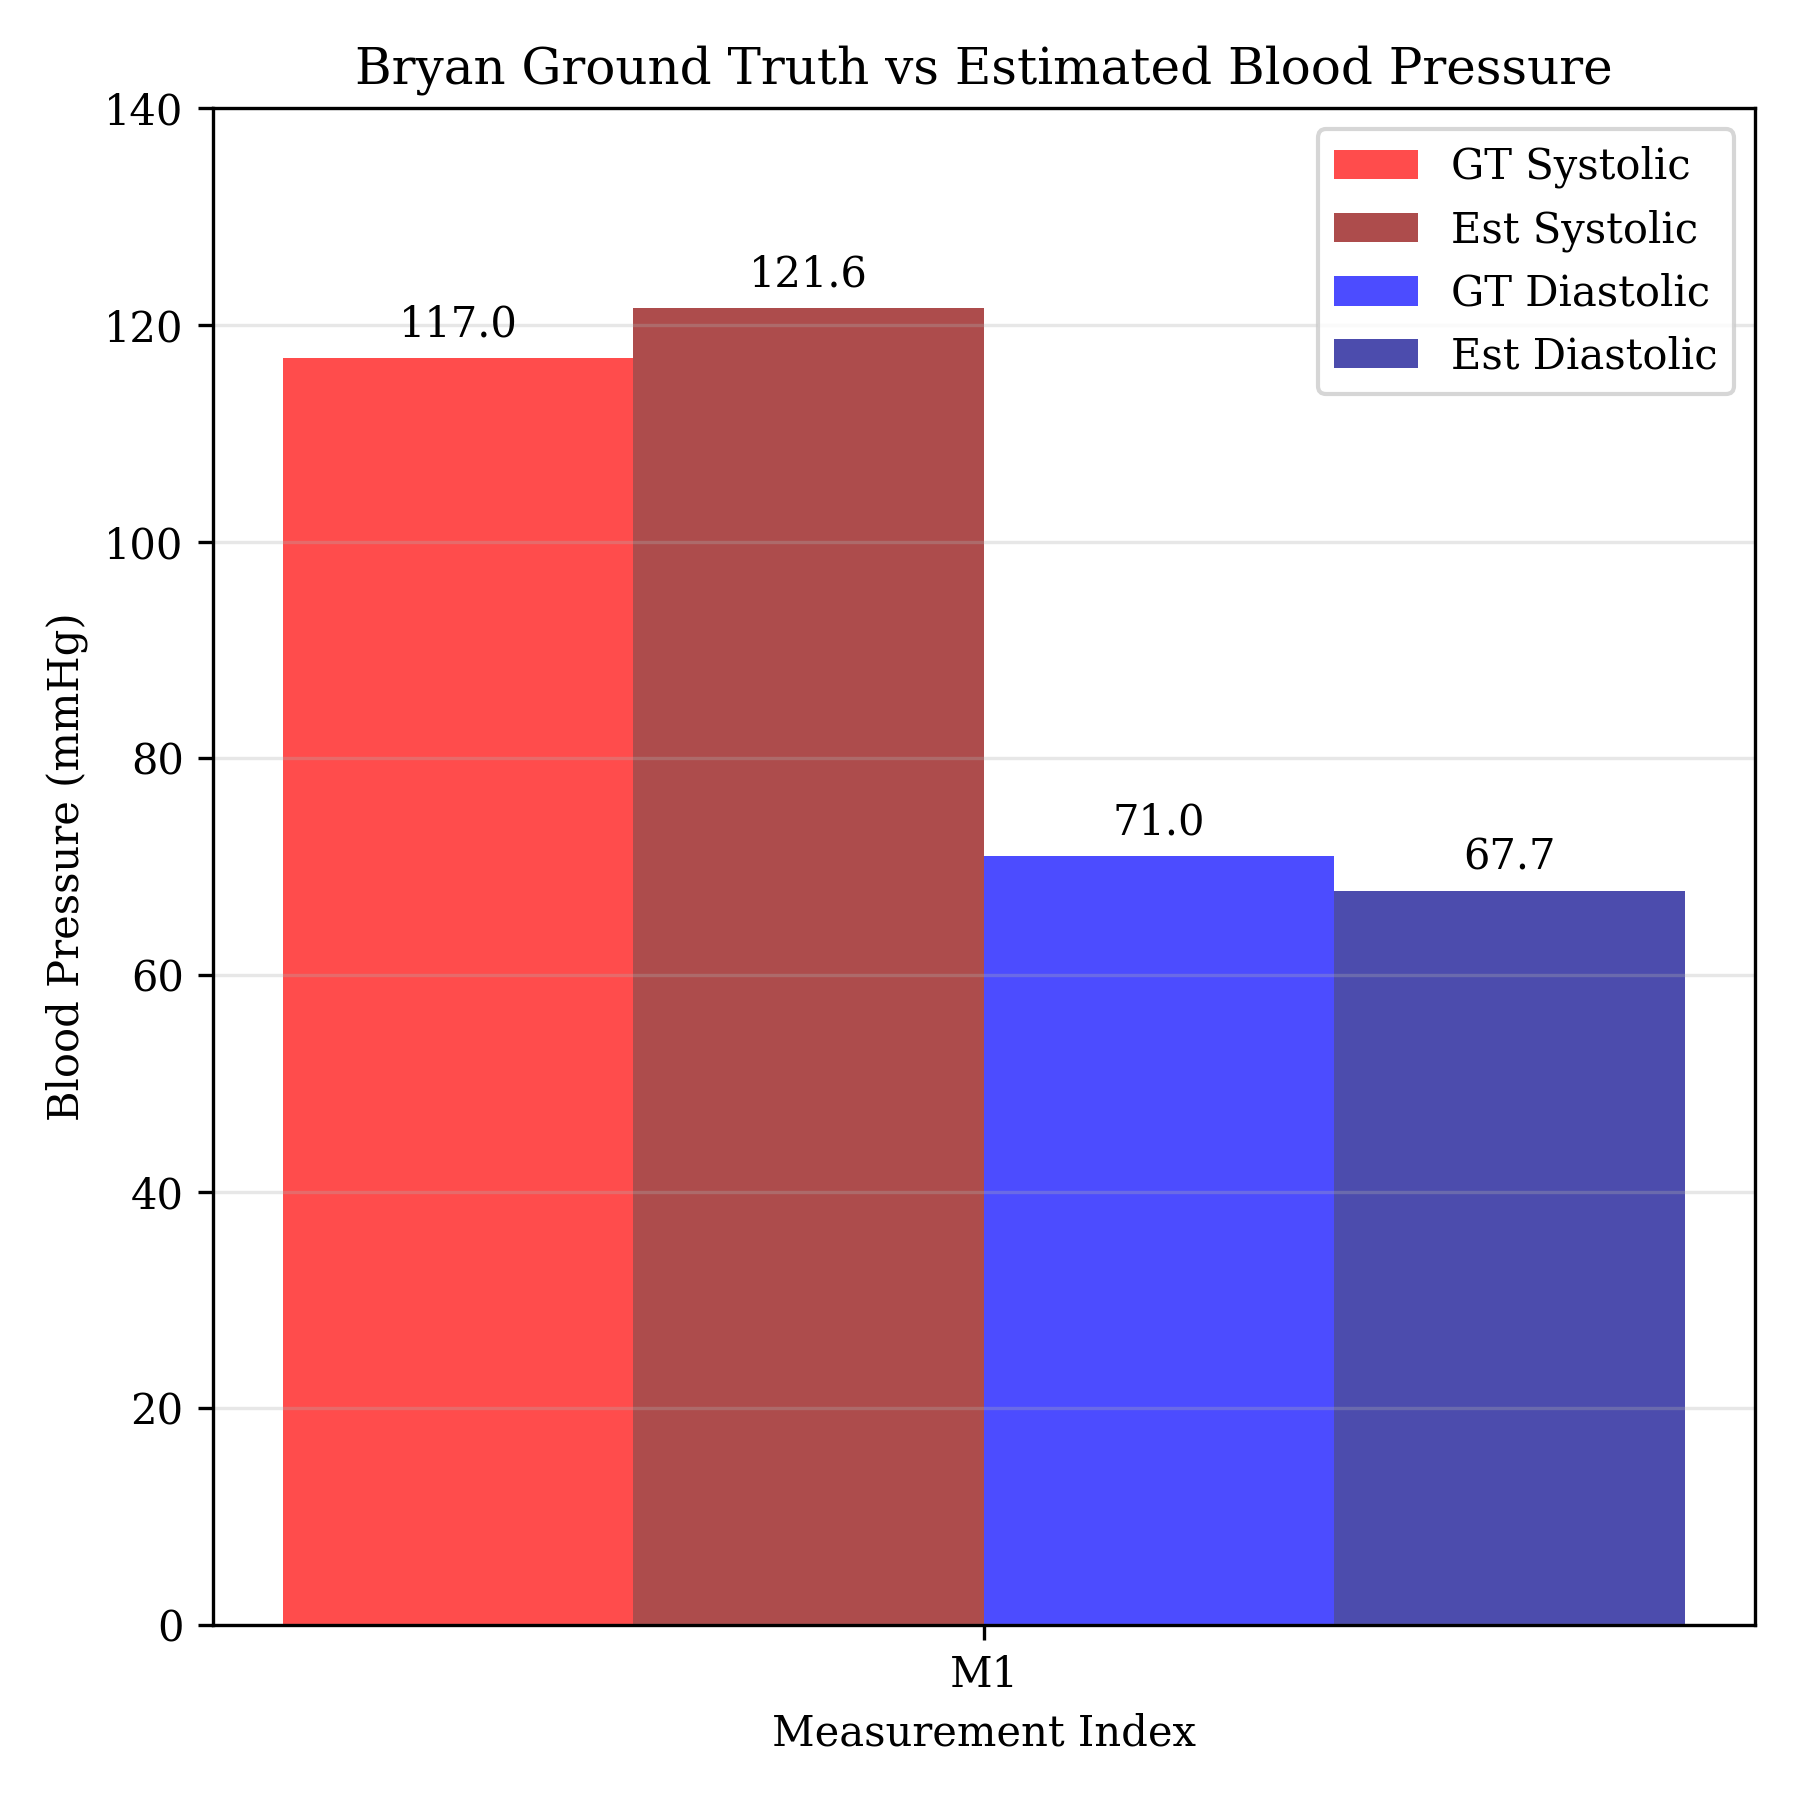 Bryan Ground Truth vs Estimated Blood Pressure
140
120
100
80
60
40
20
0
Blood Pressure (mmHg)
GT Systolic
Est Systolic
GT Diastolic
Est Diastolic
117.0
121.6
71.0
67.7
M1
Measurement Index